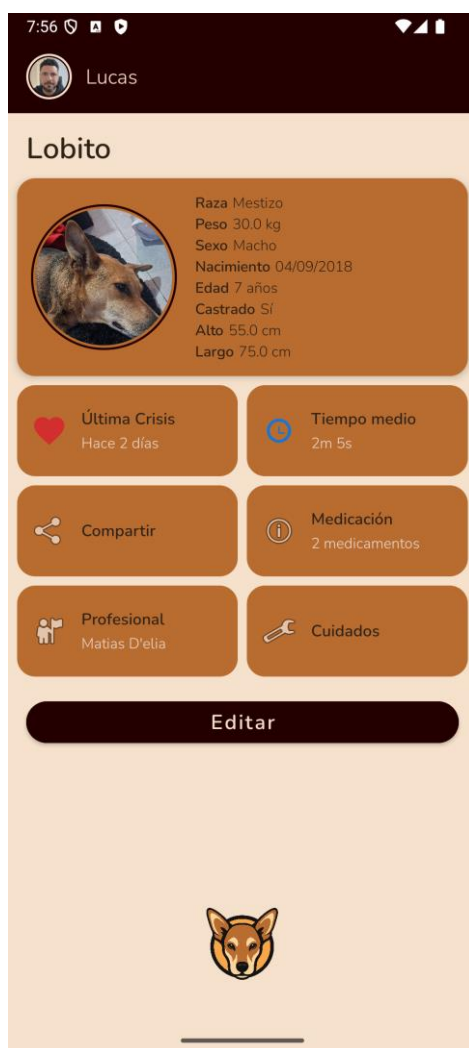 7:56
Lucas
Lobito
Raza Mestizo
Peso 30.0 kg
Sexo Macho
Nacimiento 04/09/2018
Edad 7 años
Castrado Sí
Alto 55.0 cm
Largo 75.0 cm
Última Crisis
Hace 2 días
Tiempo medio
2m 5s
Compartir
Medicación
2 medicamentos
Profesional
Matias D'elia
Cuidados
Editar